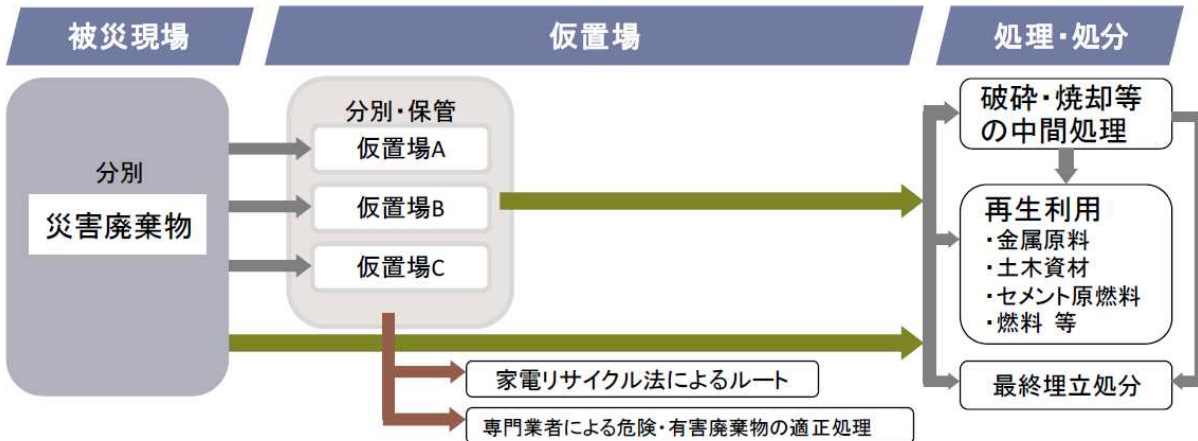 被災現場
仮置場
処理・処分
分別
災害廃棄物
分別・保管
仮置場A
仮置場B
仮置場C
家電リサイクル法によるルート
専門業者による危険・有害廃棄物の適正処理
破砕・焼却等
の中間処理
再生利用
・金属原料
・土木資材
・セメント原燃料
・燃料 等
最終埋立処分